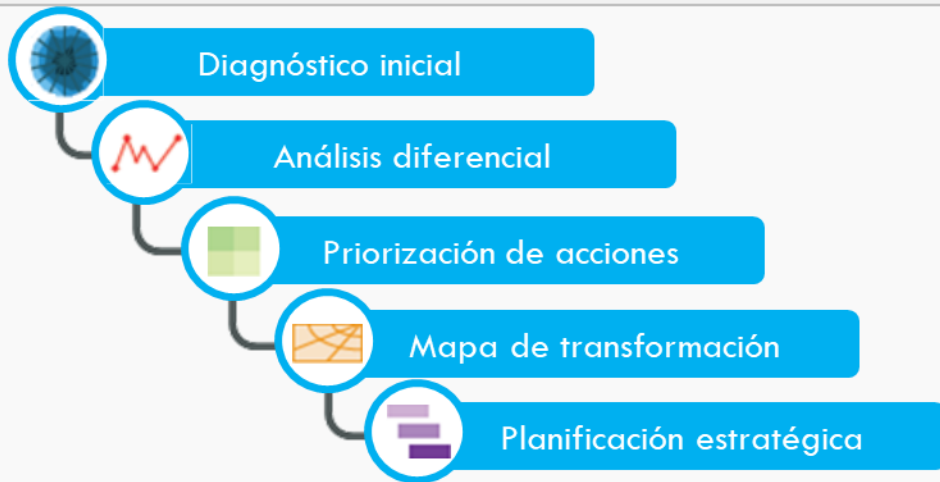 Diagnóstico inicial
Análisis diferencial
Priorización de acciones
Mapa de transformación
Planificación estratégica